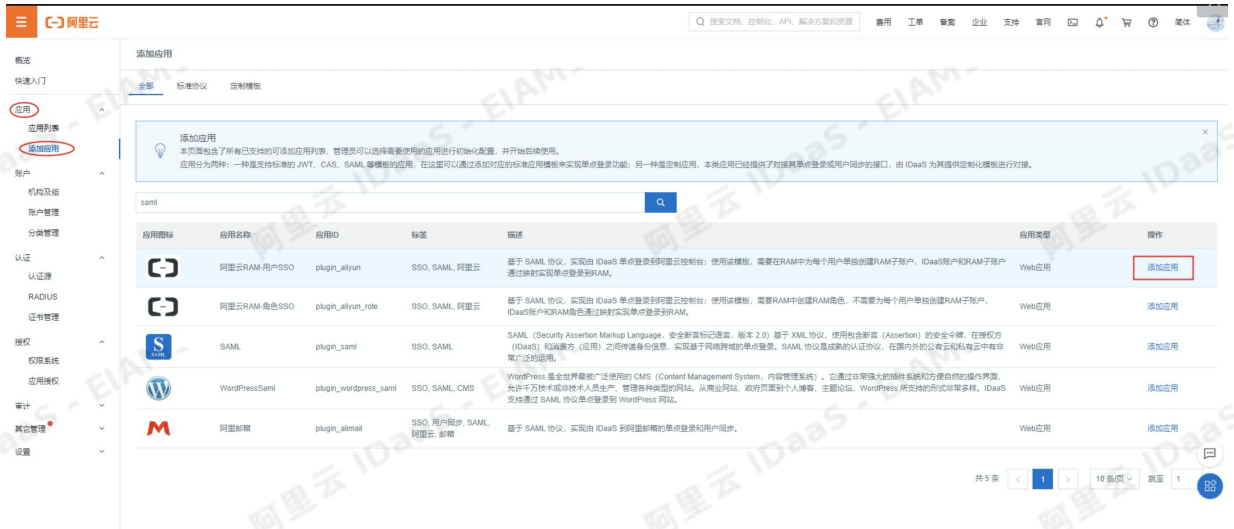 阿里云
搜索文档、控制台、API、解决方案和资源
费用 工单 备案 企业 支持 官网 简体
概览
快速入门
应用
应用列表
添加应用
账户
机构及组
账户管理
分类管理
认证
认证源
RADIUS
证书管理
授权
权限系统
应用授权
审计
其它管理
设置
添加应用
全部 标准协议 定制模板
添加应用
本页面包含了所有已支持的可添加应用列表，管理员可以选择需要使用的应用进行初始化配置，并开始后续使用。
应用分为两种：一种是支持标准的 JWT、CAS、SAML 等模板的应用，在这里可以通过添加对应的标准应用模板来实现单点登录功能；另一种是定制应用，本类应用已经提供了对接其单点登录或用户同步的接口，由 IDaaS 为其提供定制化模板进行对接。
saml
应用图标 应用名称 应用ID 标签 描述 应用类型 操作
阿里云RAM-用户SSO plugin_aliyun SSO, SAML, 阿里云 基于 SAML 协议，实现由 IDaaS 单点登录到阿里云控制台；使用该模板，需要在RAM中为每个用户单独创建RAM子账户，IDaaS账户和RAM子账户 Web应用 添加应用
通过映射实现单点登录到RAM。
阿里云RAM-角色SSO plugin_aliyun_role SSO, SAML, 阿里云 基于 SAML 协议，实现由 IDaaS 单点登录到阿里云控制台；使用该模板，需要RAM中创建RAM角色，不需要为每个用户单独创建RAM子账户， Web应用 添加应用
IDaaS账户和RAM角色通过映射实现单点登录到RAM。
S SAML
SAML plugin_saml SSO, SAML SAML（Security Assertion Markup Language，安全断言标记语言，版本 2.0）基于 XML 协议，使用包含断言（Assertion）的安全令牌，在授权方 Web应用 添加应用
（IDaaS）和消费方（应用）之间传递身份信息，实现基于网络跨域的单点登录。SAML 协议是成熟的认证协议，在国内外的公有云和私有云中有非
常广泛的运用。
WordPressSaml plugin_wordpress_saml SSO, SAML, CMS WordPress 是全世界最被广泛使用的 CMS（Content Management System，内容管理系统）。它通过非常强大的插件系统和方便自然的操作界面， Web应用 添加应用
允许千万技术或非技术人员生产、管理各种类型的网站。从商业网站、政府页面到个人博客、主题论坛，WordPress 所支持的形式非常多样。IDaaS
支持通过 SAML 协议单点登录到 WordPress 网站。
阿里邮箱 plugin_alimail SSO, 用户同步, SAML, 基于 SAML 协议，实现由 IDaaS 到阿里邮箱的单点登录和用户同步。 Web应用 添加应用
阿里云, 邮箱
共 5 条 1 10 条/页 跳至 1
阿里云 IDaaS - EIAM